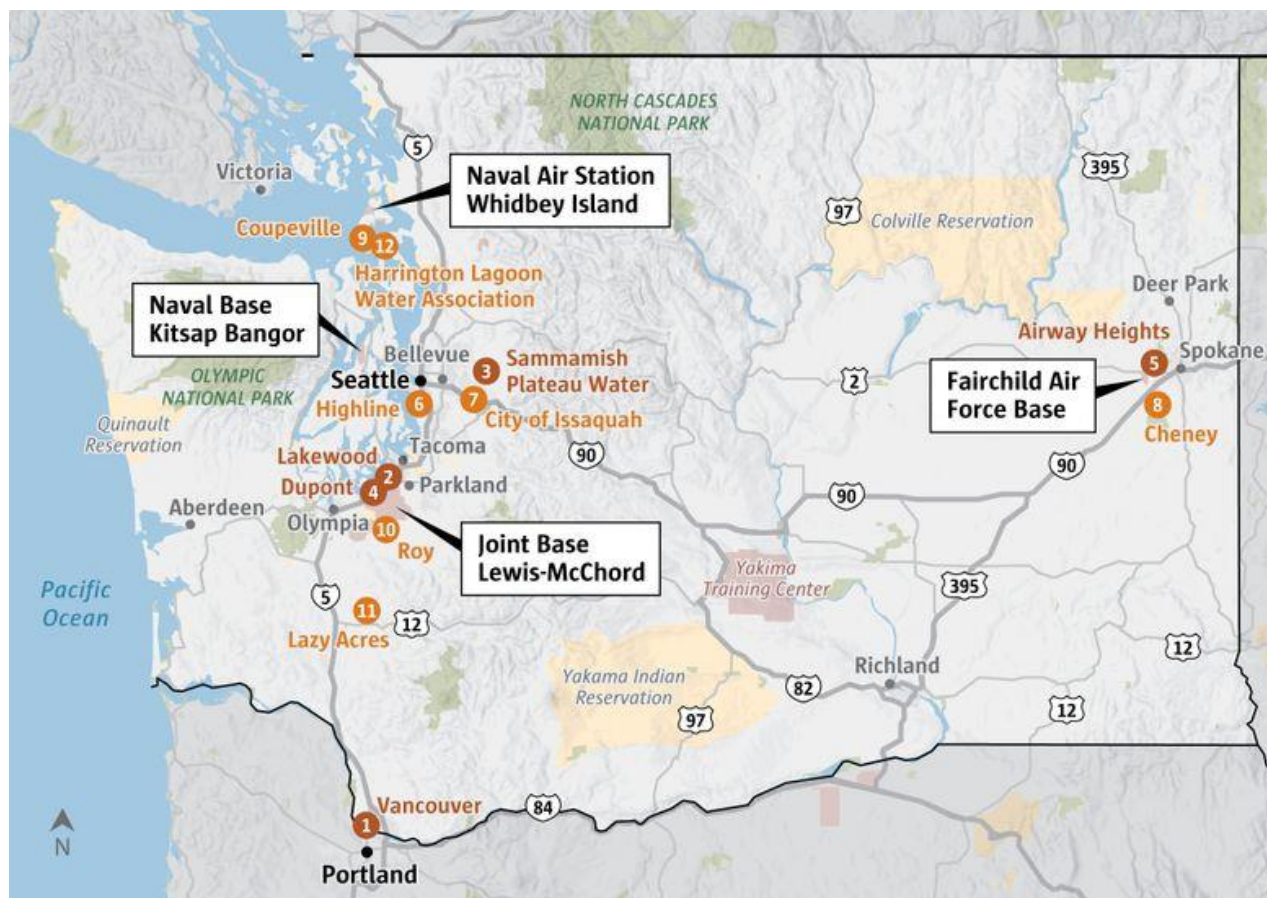 NORTH CASCADES
NATIONAL PARK
5
395
Victoria
Naval Air Station
Whidbey Island
97
Colville Reservation
Coupeville
9
12
Harrington Lagoon
Water Association
Deer Park
Naval Base
Kitsap Bangor
Airway Heights
Bellevue
Sammamish
Plateau Water
3
5
Spokane
OLYMPIC
NATIONAL PARK
Seattle
2
Fairchild Air
Force Base
Highline
6
7
City of Issaquah
8
Cheney
Quinault
Reservation
Tacoma
90
90
Lakewood
2
Dupont
4
Parkland
90
Aberdeen
Olympia
10
Roy
Joint Base
Lewis-McChord
Yakima
Training Center
395
Pacific
Ocean
5
11
12
Lazy Acres
12
Richland
Yakama Indian
Reservation
82
97
12
Vancouver
1
84
N
Portland